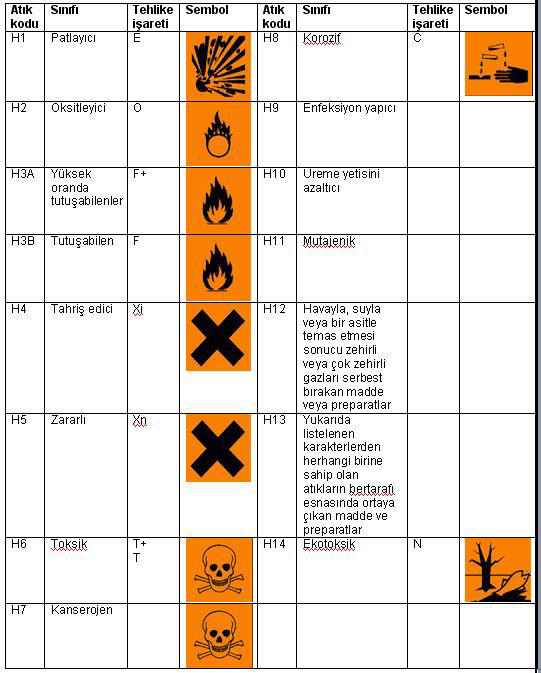 Atık kodu Sınıfı Tehlike işareti Sembol Atık kodu Sınıfı Tehlike işareti Sembol
H1 Patlayıcı E H8 Korozif C
H2 Oksitleyici O H9 Enfeksiyon yapıcı
H3A Yüksek oranda tutuşabilenler F+ H10 Üreme yetisini azaltıcı
H3B Tutuşabilen F H11 Mutajenik
H4 Tahriş edici Xi H12 Havayla, suyla veya bir asitle temas etmesi sonucu zehirli veya çok zehirli gazları serbest bırakan madde veya preparatlar
H5 Zararlı Xn H13 Yukarıda listelenen karakterlerden herhangi birine sahip olan atıkların bertarafı esnasında ortaya çıkan madde ve preparatlar
H6 Toksik T+ T H14 Ekotoksik N
H7 Kanserojen